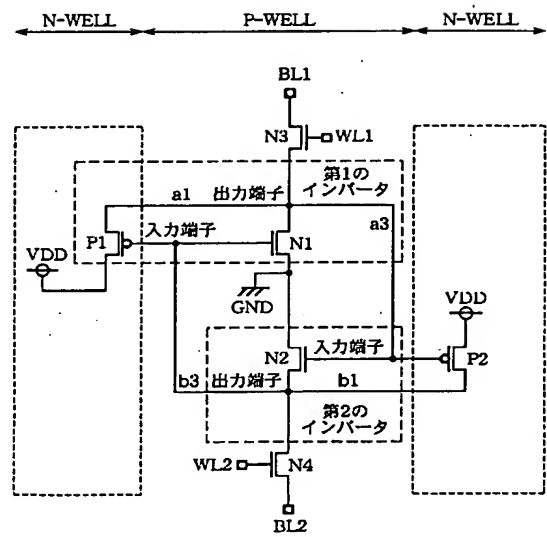 N-WELL P-WELL N-WELL
BL1
N3 WL1
第1の
インバータ
a1 出力端子
a3
入力端子
P1 N1
VDD
GND
VDD
N2 入力端子
P2
b3 出力端子 b1
第2の
インバータ
WL2 N4
BL2